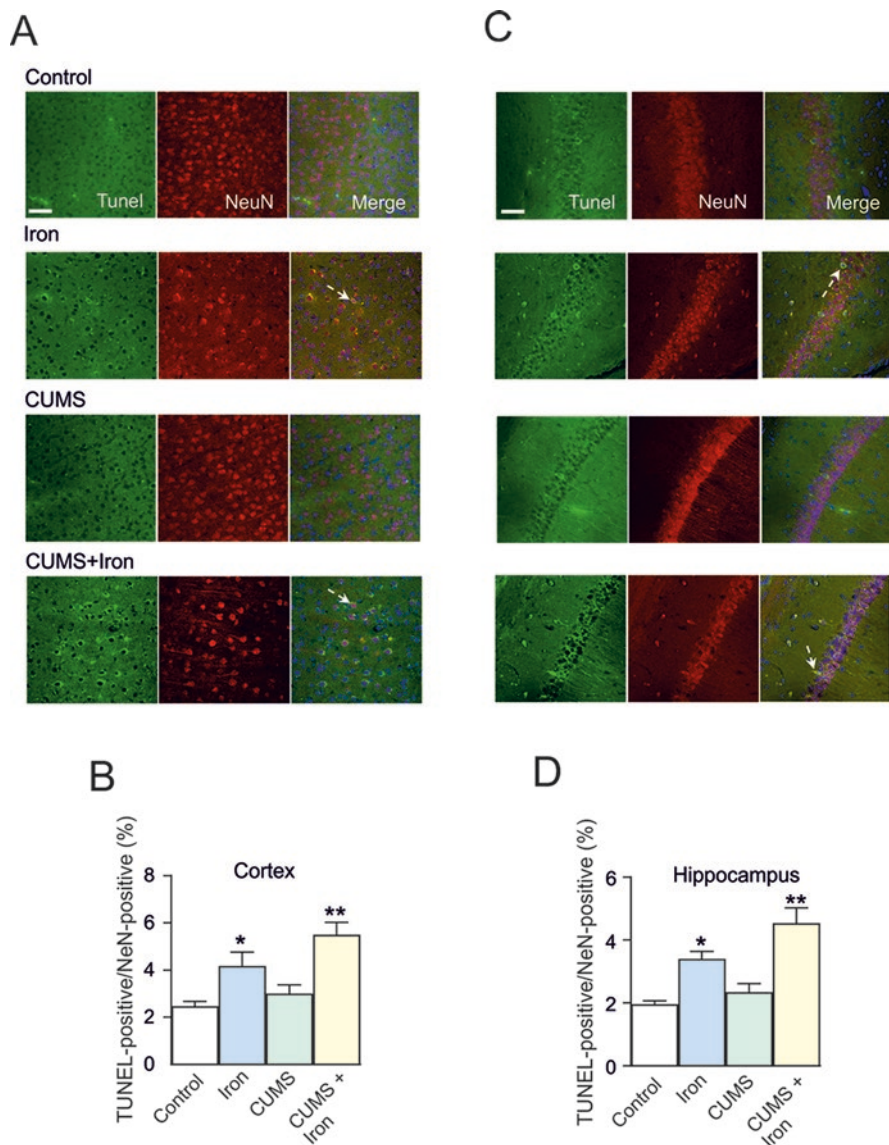 A
Control
Tunel
NeuN
Merge
Iron
CUMS
CUMS+Iron
C
Tunel
NeuN
Merge
B
TUNEL-positive/NeN-positive (%)
Cortex
8
6
4
2
0
*
**
Control
Iron
CUMS
CUMS +
Iron
D
TUNEL-positive/NeN-positive (%)
Hippocampus
6
4
2
0
*
**
Control
Iron
CUMS
CUMS +
Iron